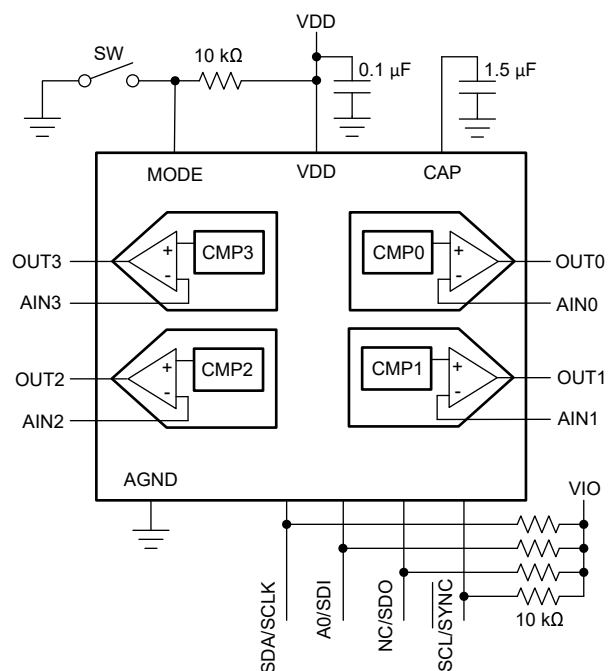 VDD
SW
10 kΩ
0.1 µF
1.5 µF
MODE
VDD
CAP
OUT3
+
-
CMP3
CMP0
+
-
OUT0
AIN3
AIN0
OUT2
+
-
CMP2
CMP1
+
-
OUT1
AIN2
AIN1
AGND
VIO
SDA/SCLK
A0/SDI
NC/SDO
SCL/SYNC
10 kΩ